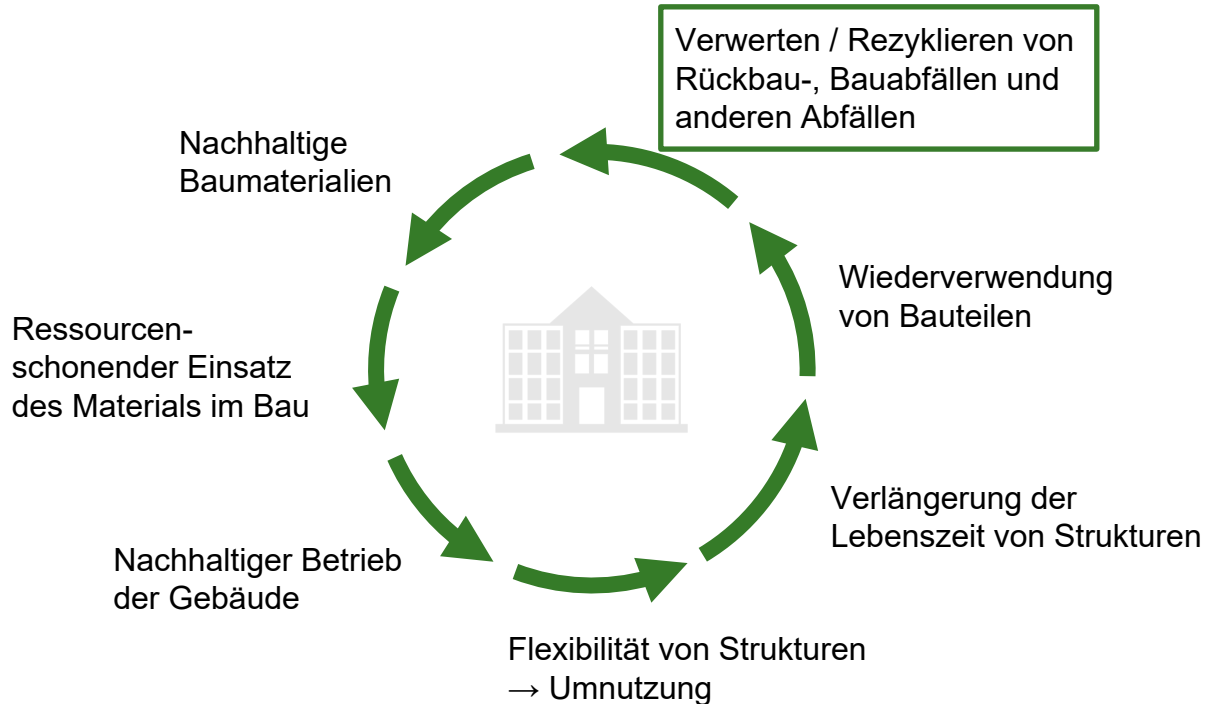 Verwerten / Rezyklieren von
Rückbau-, Bauabfällen und
anderen Abfällen
Nachhaltige
Baumaterialien
Wiederverwendung
von Bauteilen
Ressourcen-
schonender Einsatz
des Materials im Bau
Verlängerung der
Lebenszeit von Strukturen
Nachhaltiger Betrieb
der Gebäude
Flexibilität von Strukturen
→ Umnutzung